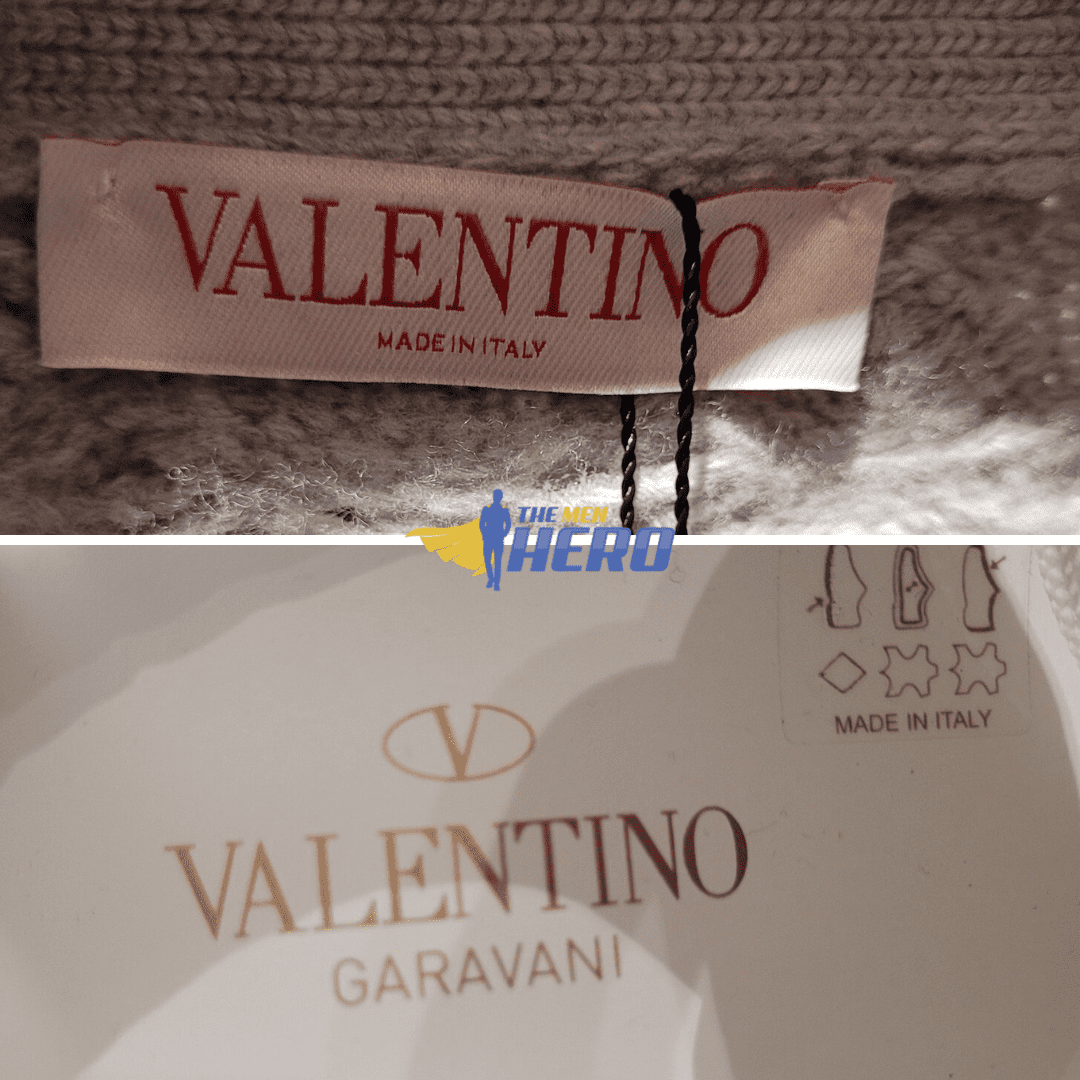 VALENTINO
MADE IN ITALY
THE MEN
HERO
MADE IN ITALY
V
VALENTINO
GARAVANI